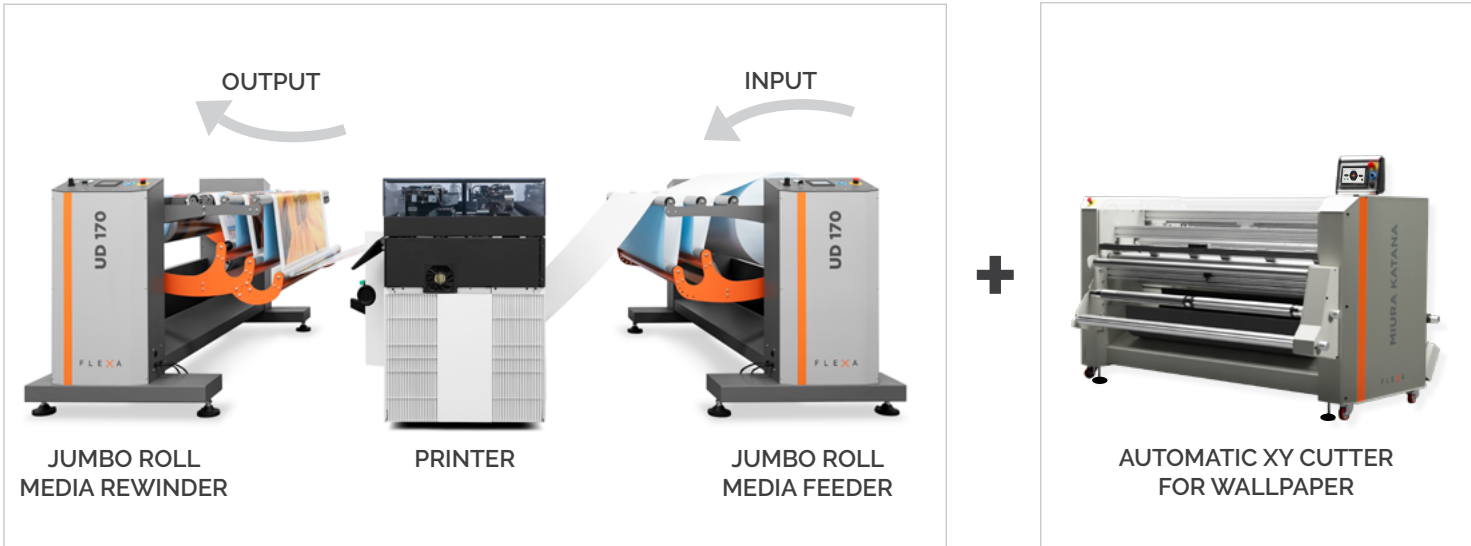 OUTPUT
INPUT
UD 170
FLEXA
UD 170
FLEXA
MIURA KATANA
FLEXA
JUMBO ROLL
MEDIA REWINDER
PRINTER
JUMBO ROLL
MEDIA FEEDER
+
AUTOMATIC XY CUTTER
FOR WALLPAPER